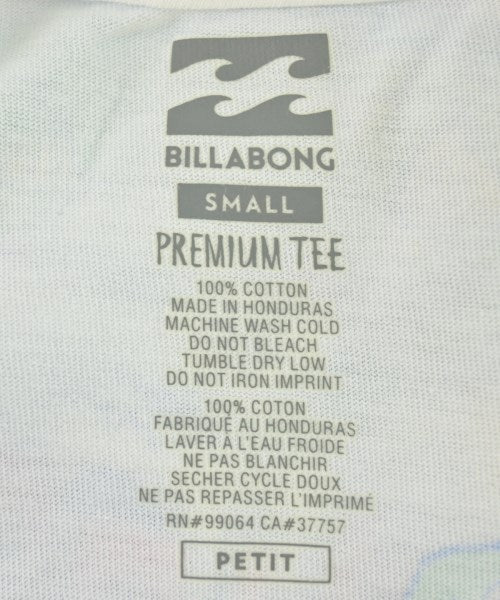 BILLABONG
SMALL
PREMIUM TEE
100% COTTON
MADE IN HONDURAS
MACHINE WASH COLD
DO NOT BLEACH
TUMBLE DRY LOW
DO NOT IRON IMPRINT
100% COTON
FABRIQUÉ AU HONDURAS
LAVER À L'EAU FROIDE
NE PAS BLANCHIR
SECHER CYCLE DOUX
NE PAS REPASSER L'IMPRIMÉ
RN#99064 CA#37757
PETIT